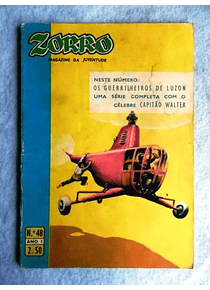 ZORRO
MAGAZINE DA JUVENTUDE
NESTE NÚMERO:
OS GUERRILHEIROS DE LUZON
UMA SÉRIE COMPLETA COM O
CÉLEBRE CAPITÃO WALTER
N.º 48
ANO I
2$50